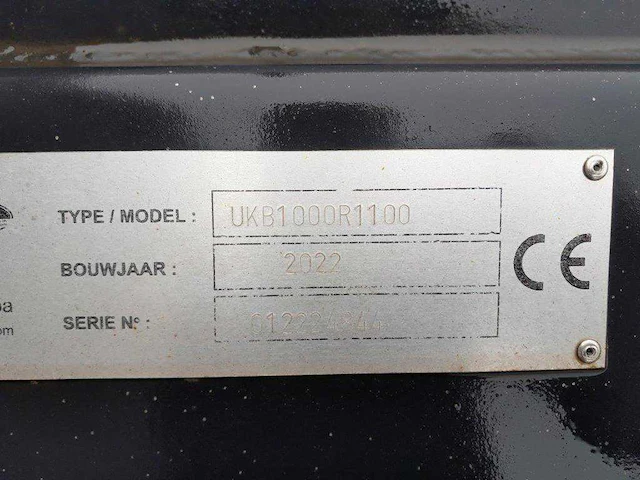 TYPE / MODEL : UKB1000R1100
BOUWJAAR : 2022
SERIE Nº :
CE